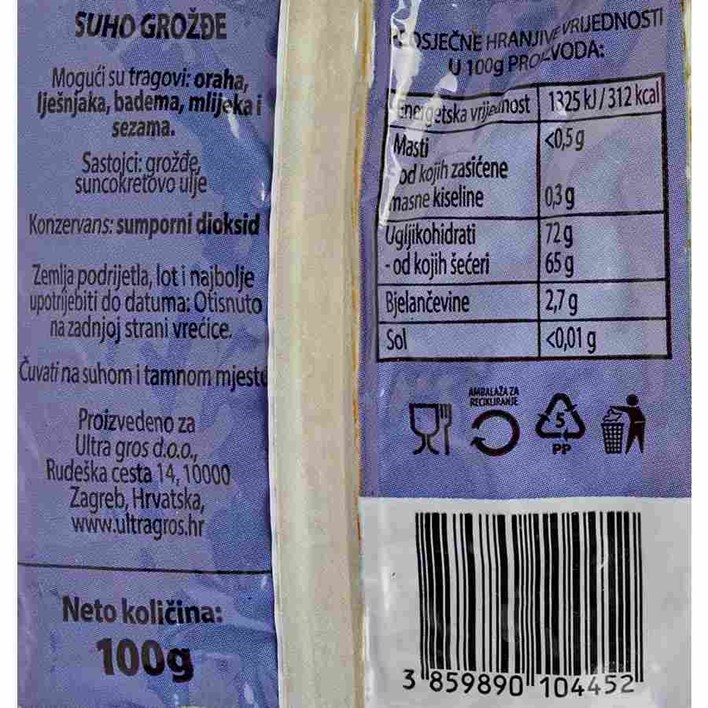 SUHO GROŽĐE
Mogući su tragovi: oraha,
lješnjaka, badema, mlijeka i
sezama.
Sastojci: grožđe,
suncokretovo ulje
Konzervans: sumporni dioksid
Zemlja podrijetla, lot i najbolje
upotrijebiti do datuma: Otisnuto
na zadnjoj strani vrećice.
Čuvati na suhom i tamnom mjestu
Proizvedeno za
Ultra gros d.o.o.,
Rudeška cesta 14, 10000
Zagreb, Hrvatska,
www.ultragros.hr
Neto količina:
100g
PROSJEČNE HRANJIVE VRIJEDNOSTI
U 100g PROIZVODA:
Energetska vrijednost 1325 kJ / 312 kcal
Masti <0,5 g
- od kojih zasićene
masne kiseline 0,3 g
Ugljikohidrati 72 g
- od kojih šećeri 65 g
Bjelančevine 2,7 g
Sol <0,01 g
AMBALAŽA ZA
RECIKLIRANJE
5
PP
3 859890 104452